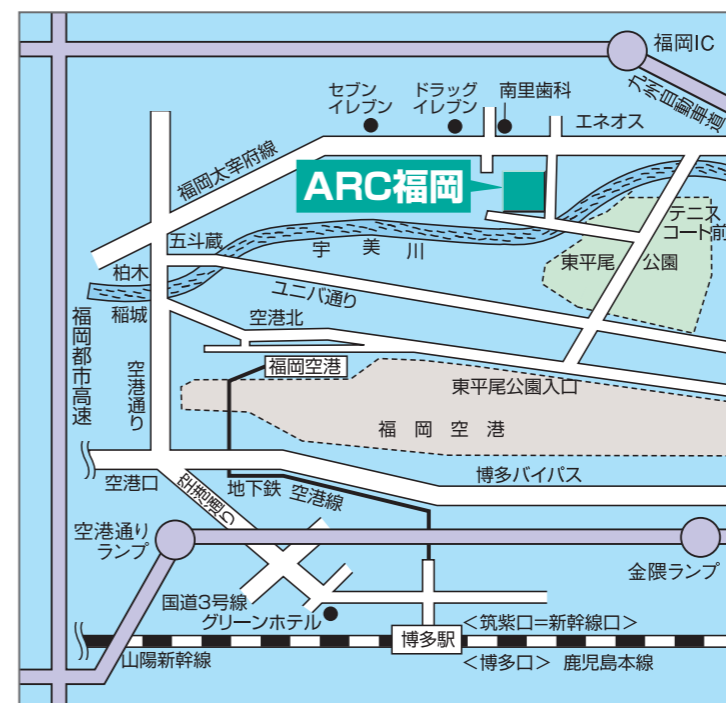 福岡IC
九州自動車道
セブン
イレブン
ドラッグ
イレブン
南里歯科
エネオス
福岡太宰府線
ARC福岡
テニス
コート前
五斗蔵
宇美川
東平尾公園
柏木
稲城
ユニバ通り
空港北
福岡都市高速
空港通り
福岡空港
東平尾公園入口
福岡空港
博多バイパス
空港口
空港通り
地下鉄 空港線
空港通り
ランプ
金隈ランプ
国道3号線
グリーンホテル
博多駅
＜筑紫口=新幹線口＞
山陽新幹線
＜博多口＞ 鹿児島本線